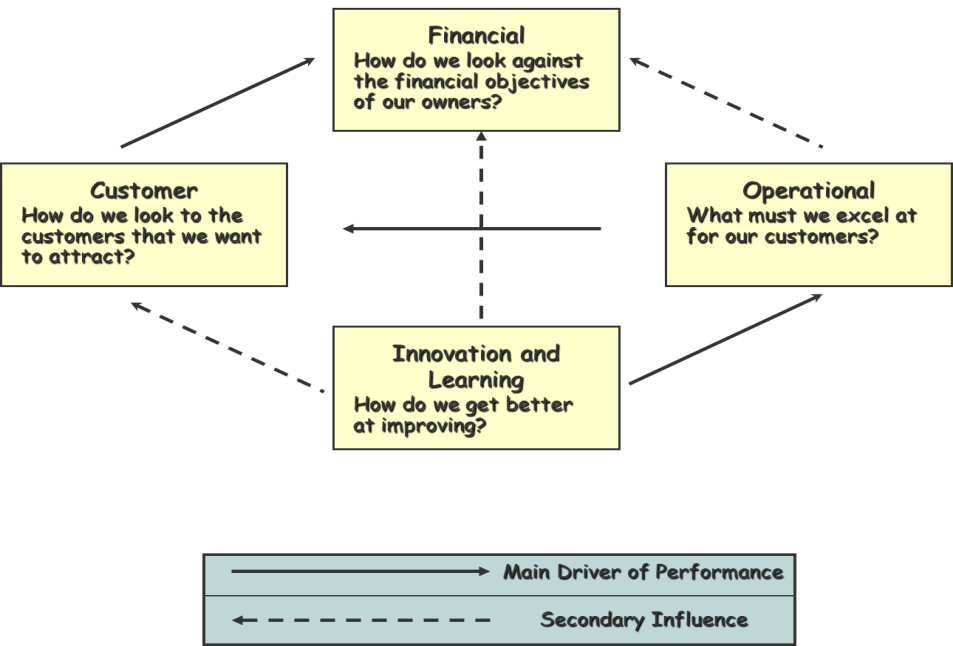 Financial
How do we look against
the financial objectives
of our owners?
Customer
How do we look to the
customers that we want
to attract?
Operational
What must we excel at
for our customers?
Innovation and
Learning
How do we get better
at improving?
Main Driver of Performance
Secondary Influence